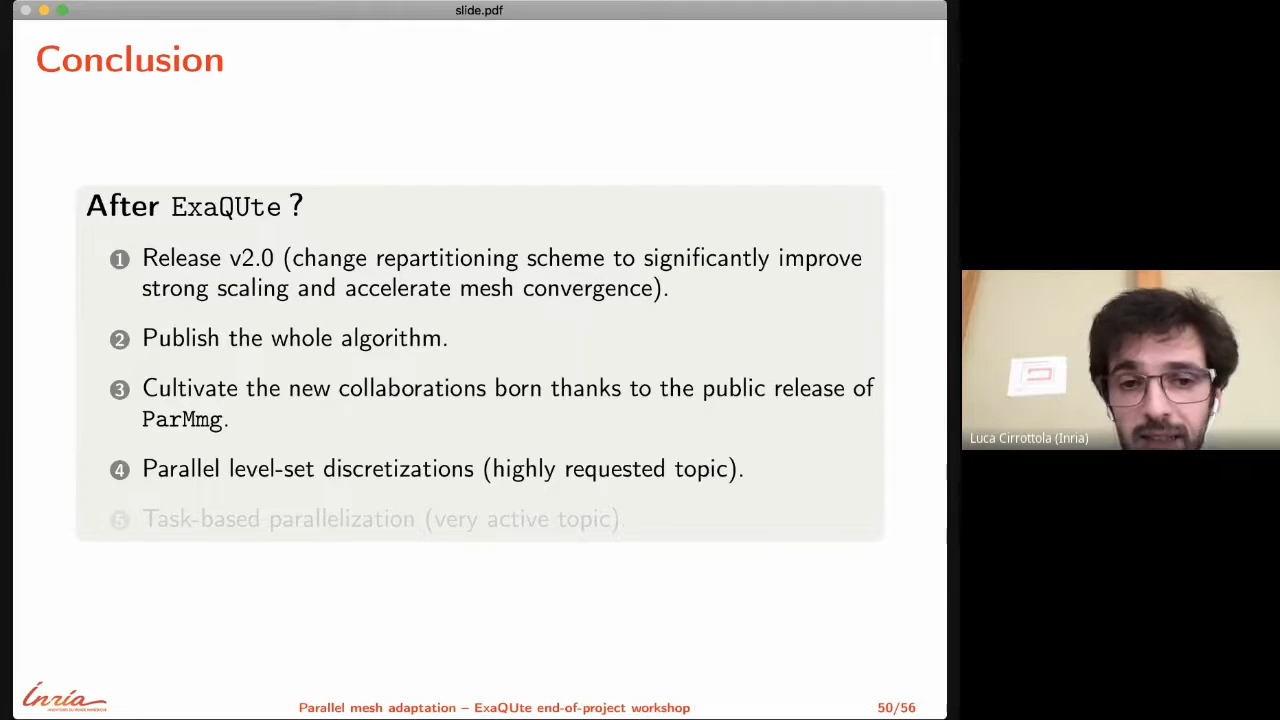 slide.pdf
Conclusion
After ExaQUte ?
1 Release v2.0 (change repartitioning scheme to significantly improve
strong scaling and accelerate mesh convergence).
2 Publish the whole algorithm.
3 Cultivate the new collaborations born thanks to the public release of
ParMmg.
4 Parallel level-set discretizations (highly requested topic).
5 Task-based parallelization (very active topic)
Luca Cirrottola (Inria)
Inria
Parallel mesh adaptation – ExaQUte end-of-project workshop
50/56